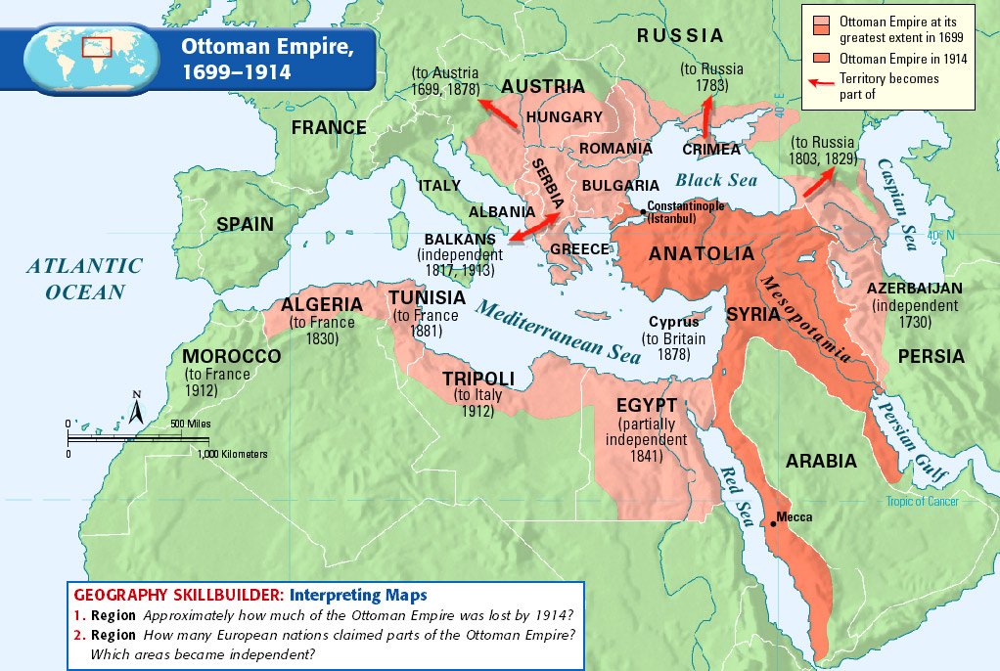 Ottoman Empire,
1699–1914
Ottoman Empire at its
greatest extent in 1699
Ottoman Empire in 1914
Territory becomes
part of
RUSSIA
(to Austria
1699, 1878)
AUSTRIA
(to Russia
1783)
40° E
0°
FRANCE
HUNGARY
ROMANIA
CRIMEA
(to Russia
1803, 1829)
Caspian Sea
SERBIA
Black Sea
ITALY
BULGARIA
SPAIN
ALBANIA
Constantinople
(Istanbul)
40° N
BALKANS
(independent
1817, 1913)
GREECE
ANATOLIA
ATLANTIC
OCEAN
Mesopotamia
AZERBAIJAN
(independent
1730)
ALGERIA
(to France
1830)
TUNISIA
(to France
1881)
Mediterranean Sea
Cyprus
(to Britain
1878)
SYRIA
PERSIA
MOROCCO
(to France
1912)
TRIPOLI
(to Italy
1912)
EGYPT
(partially
independent
1841)
N
0 500 Miles
0 1,000 Kilometers
Persian Gulf
ARABIA
Red Sea
Tropic of Cancer
Mecca
GEOGRAPHY SKILLBUILDER: Interpreting Maps
1. Region Approximately how much of the Ottoman Empire was lost by 1914?
2. Region How many European nations claimed parts of the Ottoman Empire?
Which areas became independent?